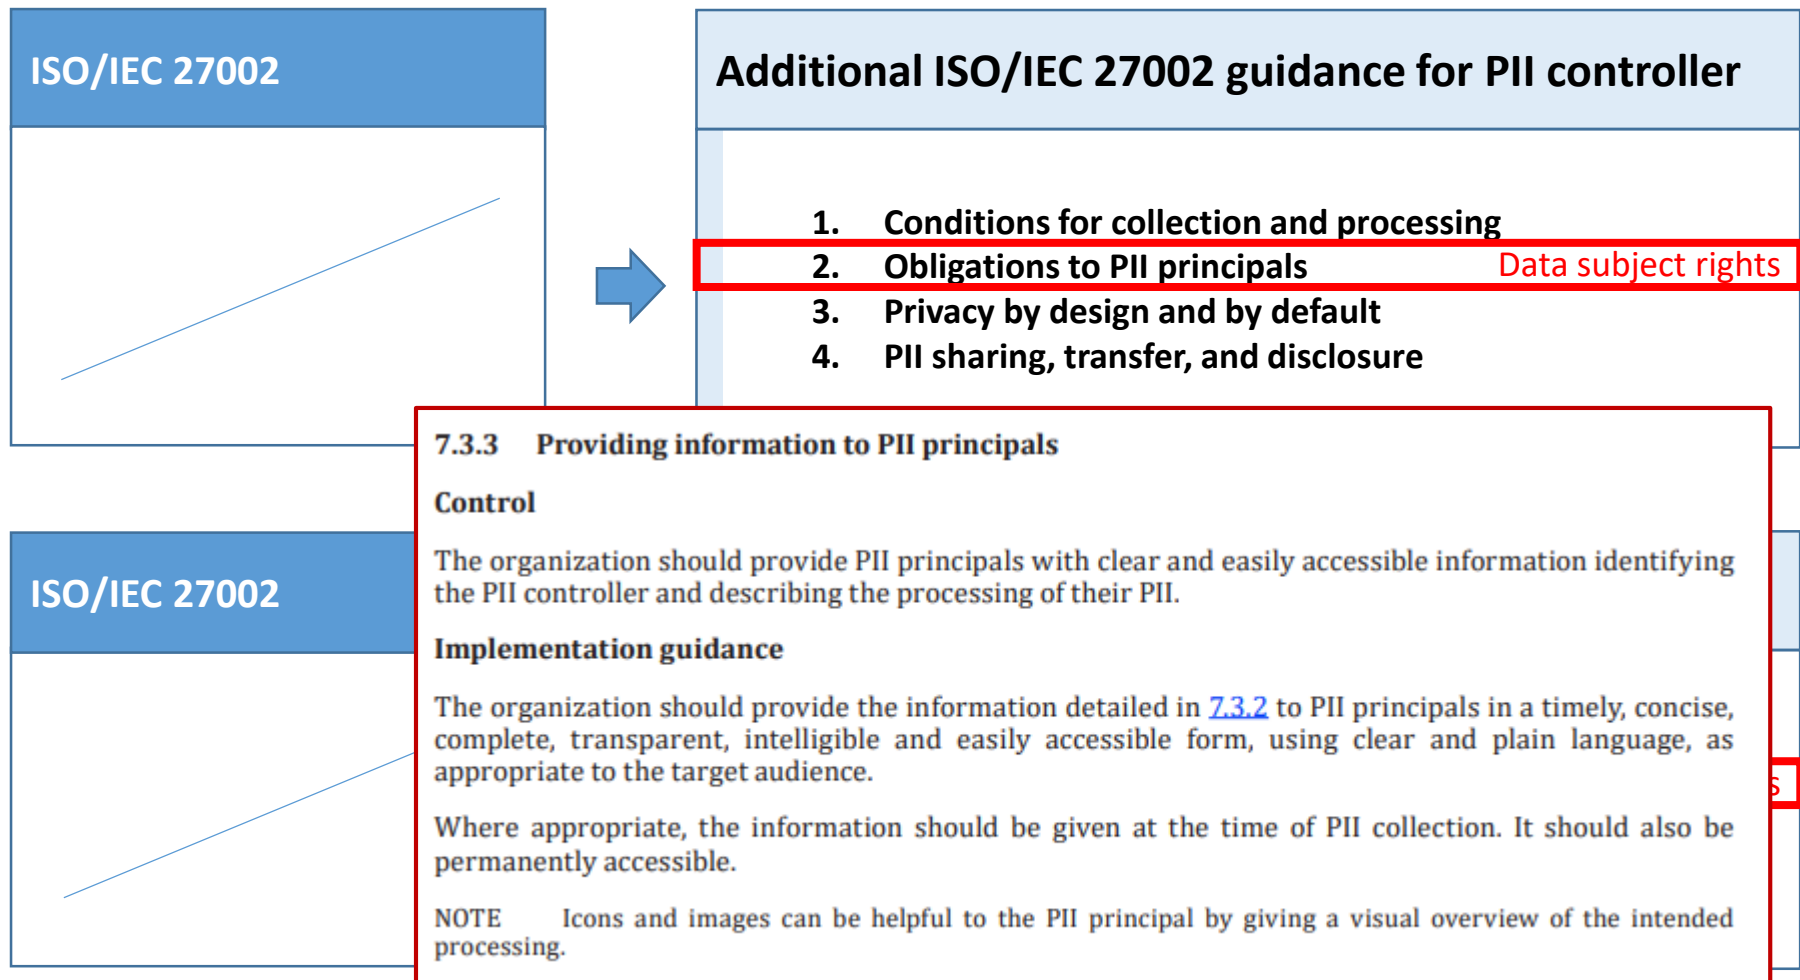 ISO/IEC 27002
Additional ISO/IEC 27002 guidance for PII controller
1. Conditions for collection and processing
2. Obligations to PII principals Data subject rights
3. Privacy by design and by default
4. PII sharing, transfer, and disclosure
7.3.3 Providing information to PII principals
Control
The organization should provide PII principals with clear and easily accessible information identifying
the PII controller and describing the processing of their PII.
Implementation guidance
The organization should provide the information detailed in 7.3.2 to PII principals in a timely, concise,
complete, transparent, intelligible and easily accessible form, using clear and plain language, as
appropriate to the target audience.
Where appropriate, the information should be given at the time of PII collection. It should also be
permanently accessible.
NOTE Icons and images can be helpful to the PII principal by giving a visual overview of the intended
processing.
ISO/IEC 27002
s